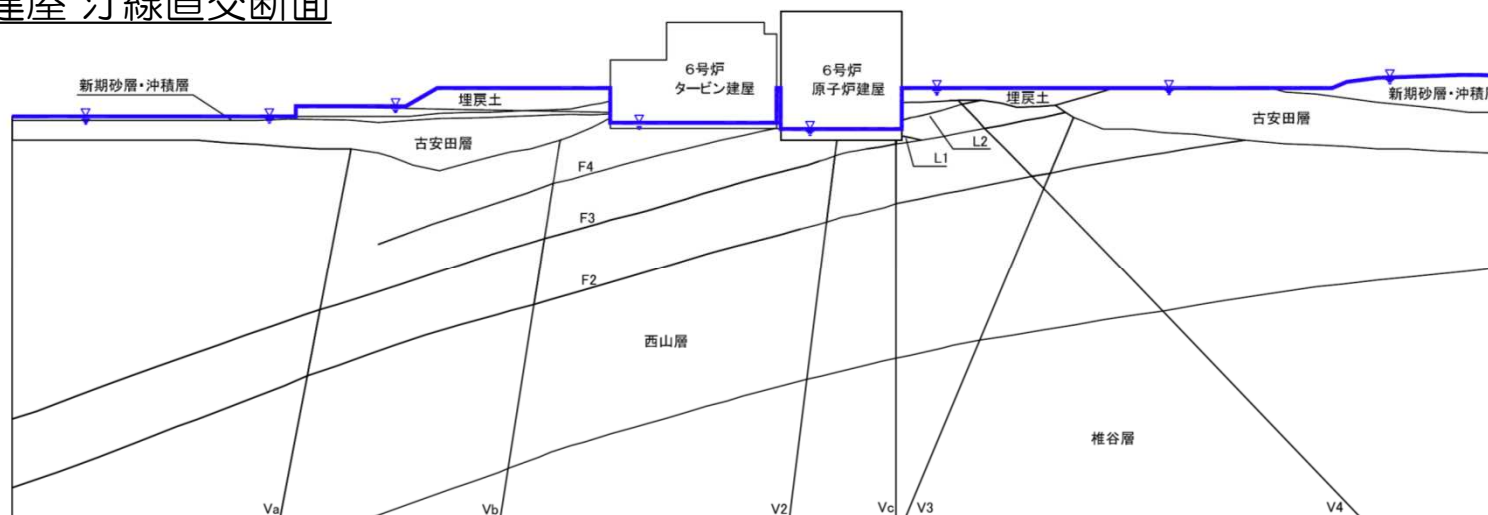 建屋 汀線直交断面
新期砂層・沖積層
埋戻土
6号炉
タービン建屋
6号炉
原子炉建屋
埋戻土
新期砂層・沖積層
古安田層
古安田層
L2
L1
F4
F3
F2
西山層
椎谷層
Va
Vb
V2
Vc
V3
V4